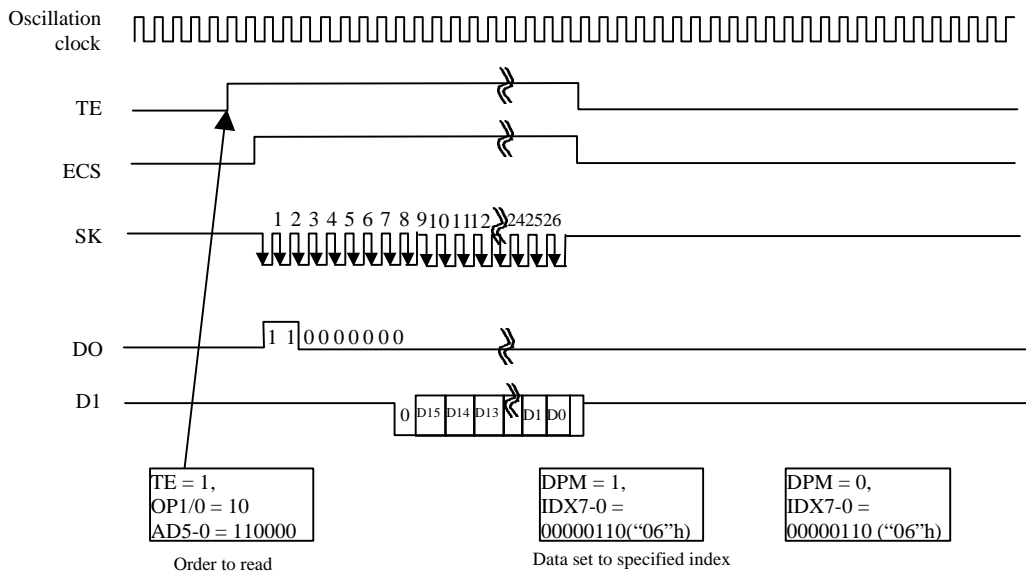 Oscillation
clock
TE
ECS
1 2 3 4 5 6 7 8 9 10 11 12 24 25 26
SK
1 1 0 0 0 0 0 0 0
DO
D1
0 D15 D14 D13 D1 D0
TE = 1,
OP1/0 = 10
AD5-0 = 110000
Order to read
DPM = 1,
IDX7-0 =
00000110(“06”h)
Data set to specified index
DPM = 0,
IDX7-0 =
00000110 (“06”h)